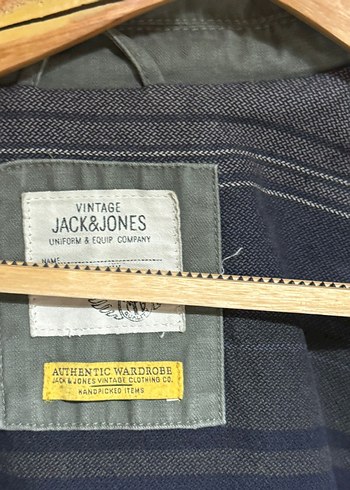 VINTAGE
JACK&JONES
UNIFORM & EQUIP COMPANY
NAME
AUTHENTIC WARDROBE
JACK & JONES VINTAGE CLOTHING CO.
HANDPICKED ITEMS